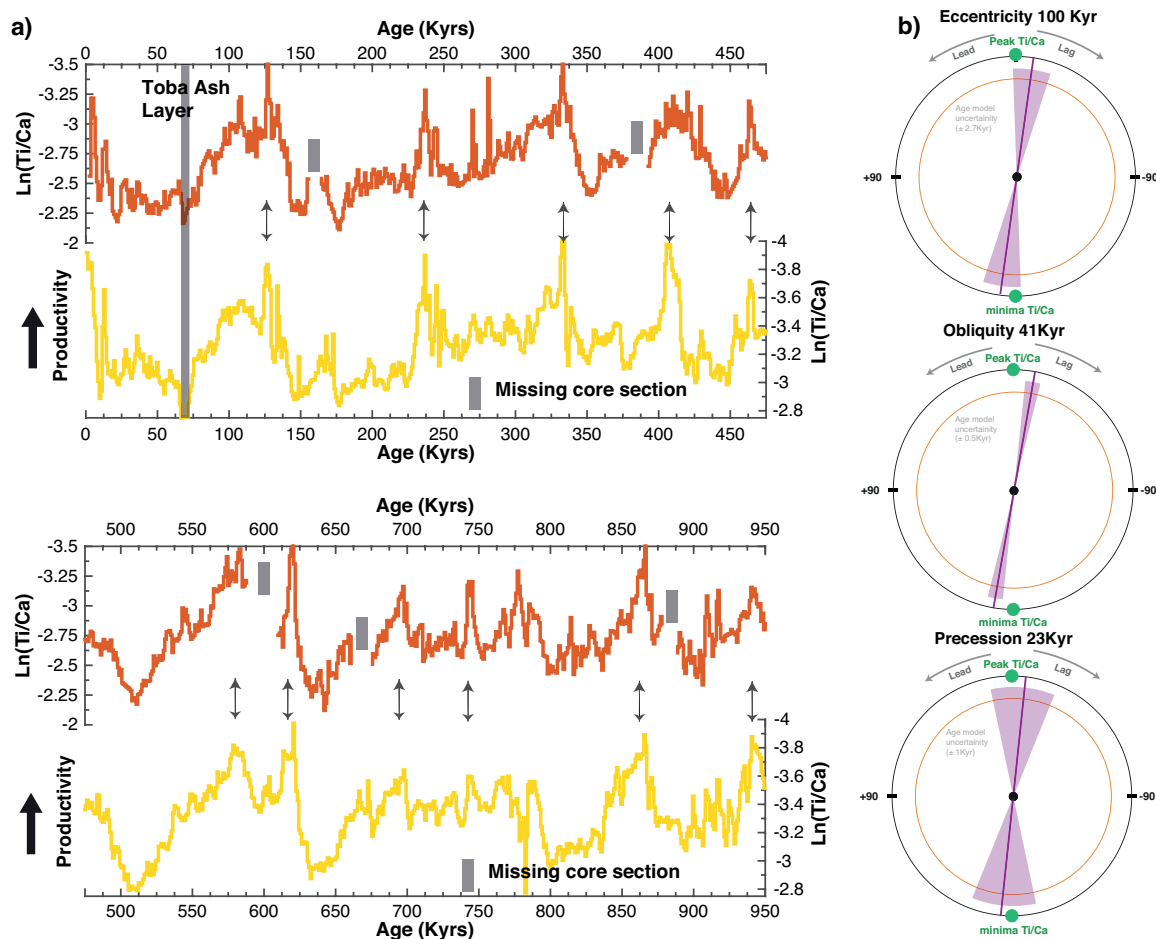 a)
Age (Kyrs)
0 50 100 150 200 250 300 350 400 450
-3.5
-3.25
-3
-2.75
-2.5
-2.25
-2
Ln(Ti/Ca)
Toba Ash
Layer
-4
-3.8
-3.6
-3.4
-3.2
-3
-2.8
Ln(Ti/Ca)
Productivity
Missing core section
0 50 100 150 200 250 300 350 400 450
Age (Kyrs)
Age (Kyrs)
500 550 600 650 700 750 800 850 900 950
-3.5
-3.25
-3
-2.75
-2.5
-2.25
-2
Ln(Ti/Ca)
-4
-3.8
-3.6
-3.4
-3.2
-3
-2.8
Ln(Ti/Ca)
Productivity
Missing core section
500 550 600 650 700 750 800 850 900 950
Age (Kyrs)
b)
Eccentricity 100 Kyr
Lead Peak Ti/Ca Lag
Age model
uncertainity
(± 2.7Kyr)
+90 -90
minima Ti/Ca
Obliquity 41Kyr
Lead Peak Ti/Ca Lag
Age model
uncertainity
(± 0.5Kyr)
+90 -90
minima Ti/Ca
Precession 23Kyr
Lead Peak Ti/Ca Lag
Age model
uncertainity
(± 1Kyr)
+90 -90
minima Ti/Ca